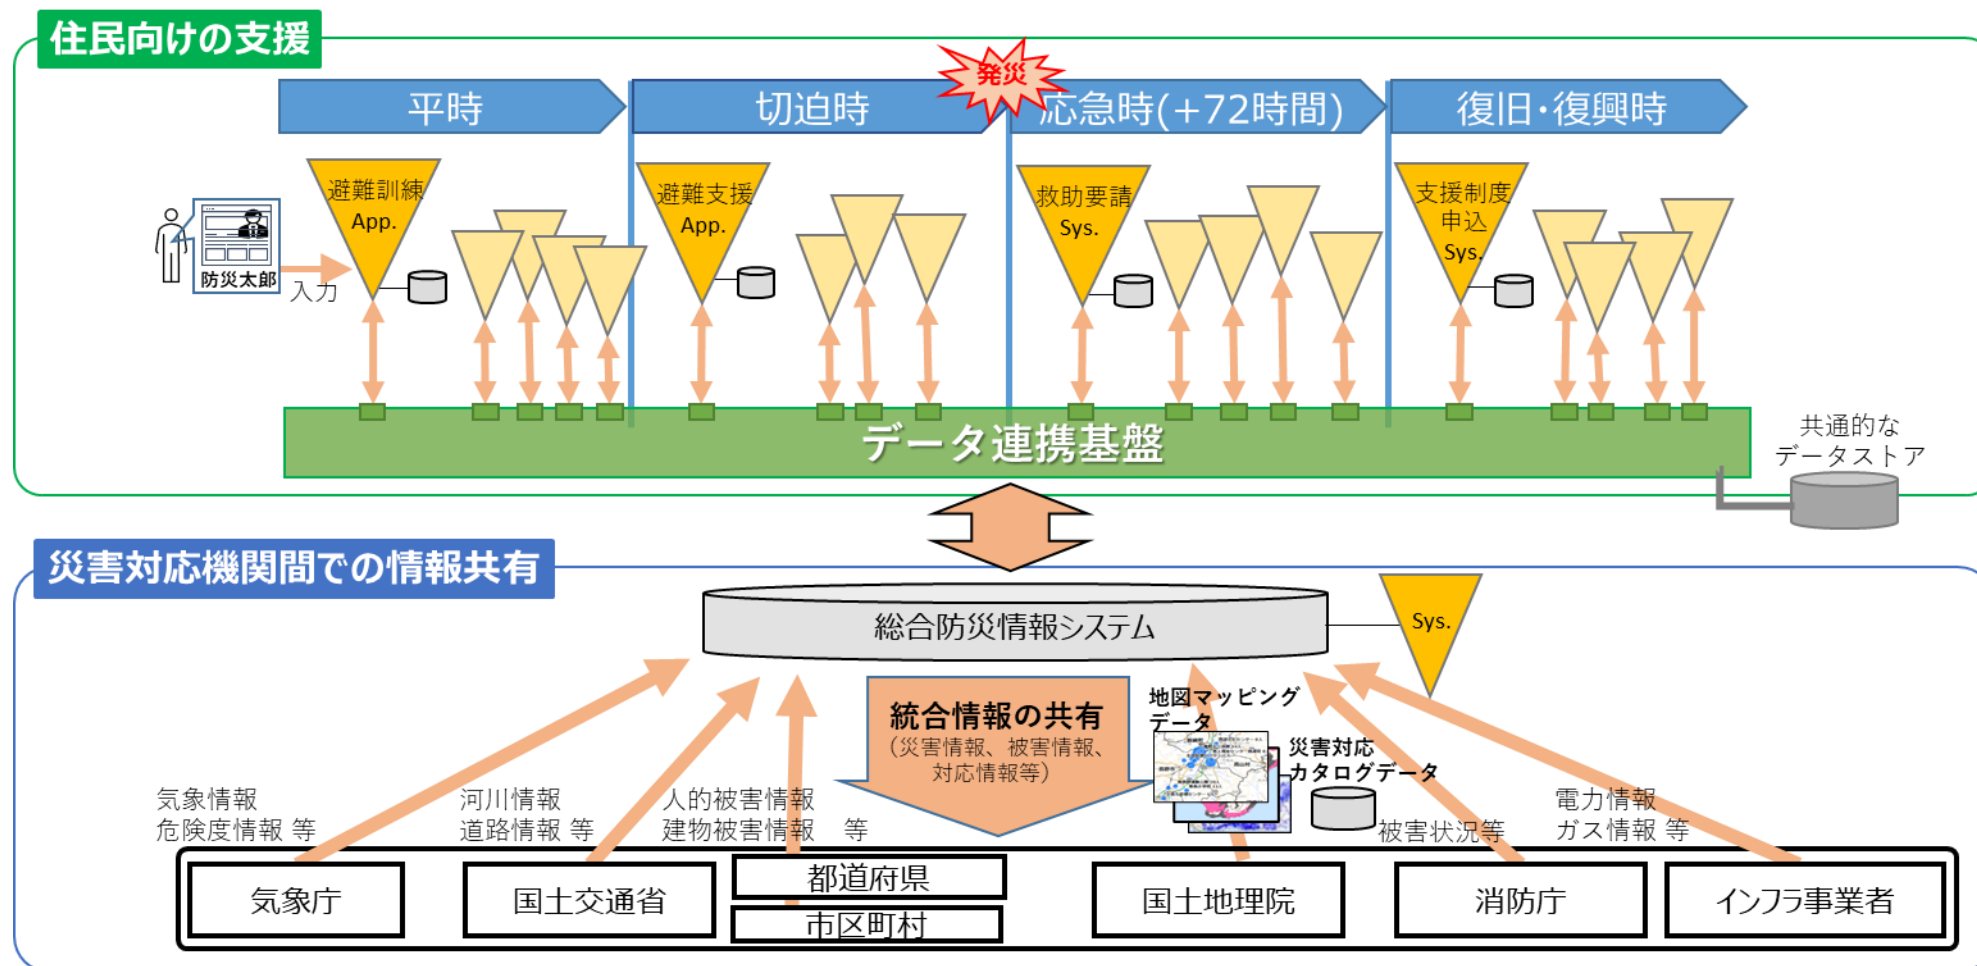 住民向けの支援
発災
平時
切迫時
応急時(+72時間)
復旧・復興時
避難訓練
App.
避難支援
App.
救助要請
Sys.
支援制度
申込
Sys.
防災太郎
入力
データ連携基盤
共通的な
データストア
災害対応機関間での情報共有
総合防災情報システム
Sys.
統合情報の共有
（災害情報、被害情報、
対応情報等）
地図マッピング
データ
災害対応
カタログデータ
気象情報
危険度情報 等
河川情報
道路情報 等
人的被害情報
建物被害情報　等
被害状況等
電力情報
ガス情報 等
気象庁
国土交通省
都道府県
市区町村
国土地理院
消防庁
インフラ事業者